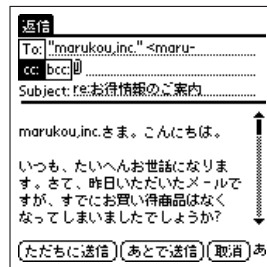 返信
To: "marukou,inc." <maru-
cc: bcc:
Subject: re:お得情報のご案内
marukou,inc.さま。こんにちは。
いつも、たいへんお世話になりま
す。さて、昨日いただいたメールで
すが、すでにお買い得商品はなく
なってしまいましたでしょうか?
ただちに送信 あとで送信 取消 あ